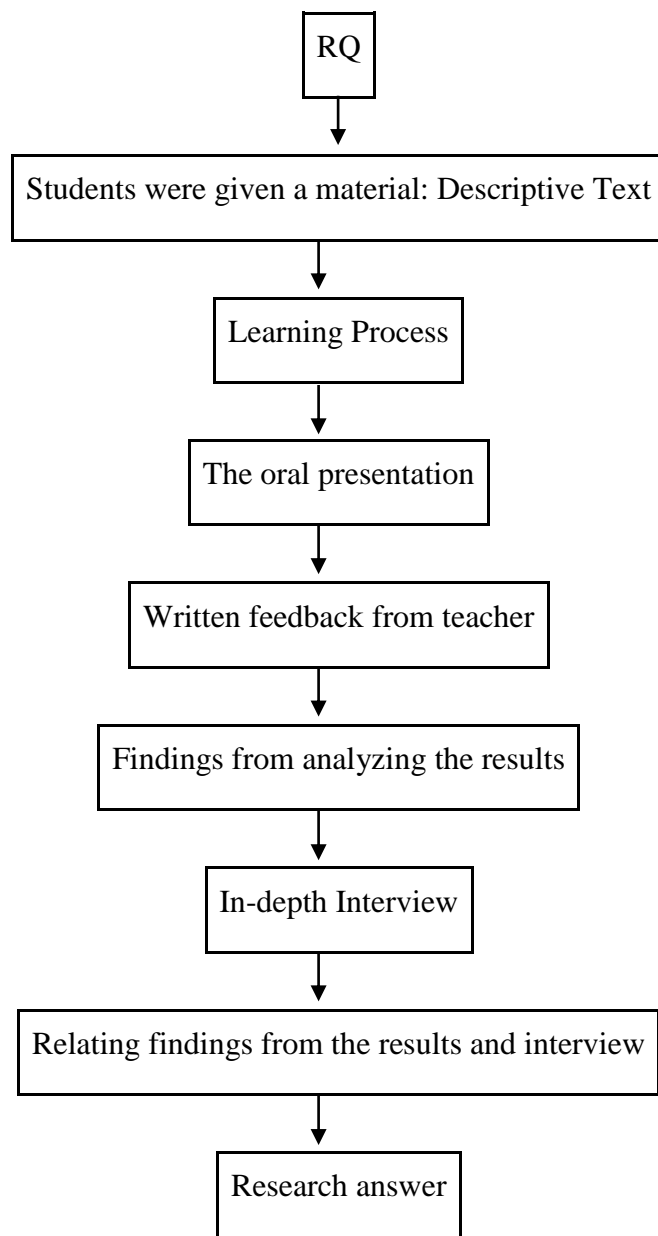 RQ
Students were given a material: Descriptive Text
Learning Process
The oral presentation
Written feedback from teacher
Findings from analyzing the results
In-depth Interview
Relating findings from the results and interview
Research answer